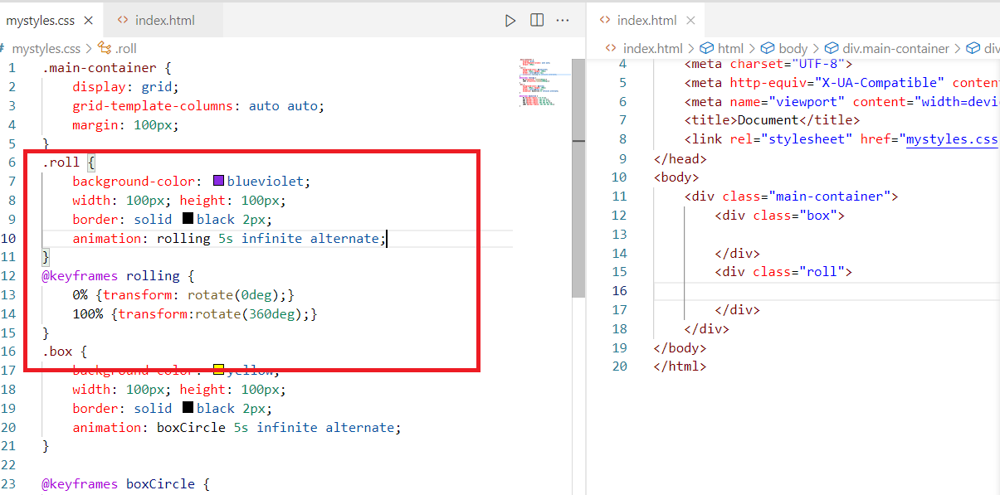 mystyles.css
index.html
mystyles.css > .roll
1 .main-container {
2 display: grid;
3 grid-template-columns: auto auto;
4 margin: 100px;
5 }
6 .roll {
7 background-color: blueviolet;
8 width: 100px; height: 100px;
9 border: solid black 2px;
10 animation: rolling 5s infinite alternate;
11 }
12 @keyframes rolling {
13 0% {transform: rotate(0deg);}
14 100% {transform:rotate(360deg);}
15 }
16 .box {
17 background-color: yellow;
18 width: 100px; height: 100px;
19 border: solid black 2px;
20 animation: boxCircle 5s infinite alternate;
21 }
22
23 @keyframes boxCircle {
index.html
index.html > html > body > div.main-container > div
4 <meta charset="UTF-8">
5 <meta http-equiv="X-UA-Compatible" conten
6 <meta name="viewport" content="width=devi
7 <title>Document</title>
8 <link rel="stylesheet" href="mystyles.css
9 </head>
10 <body>
11 <div class="main-container">
12 <div class="box">
13
14 </div>
15 <div class="roll">
16
17 </div>
18 </div>
19 </body>
20 </html>